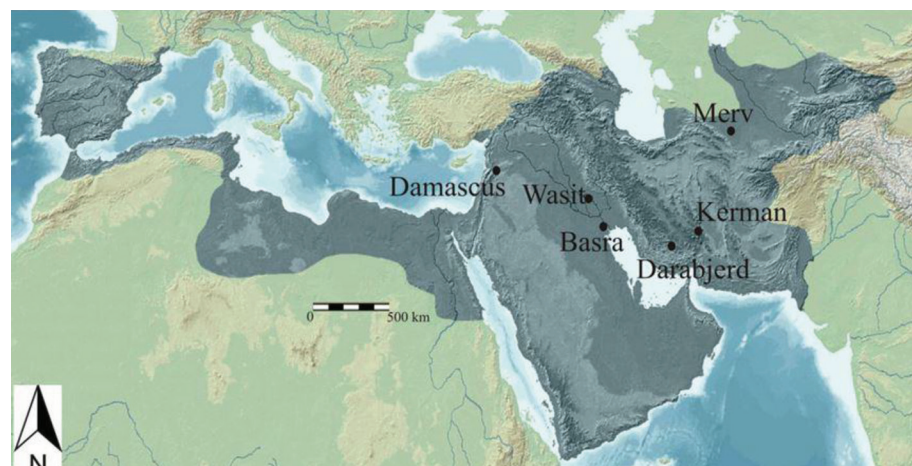 Merv
Damascus
Wasit
Kerman
Basra
Darabjerd
0 500 km
N